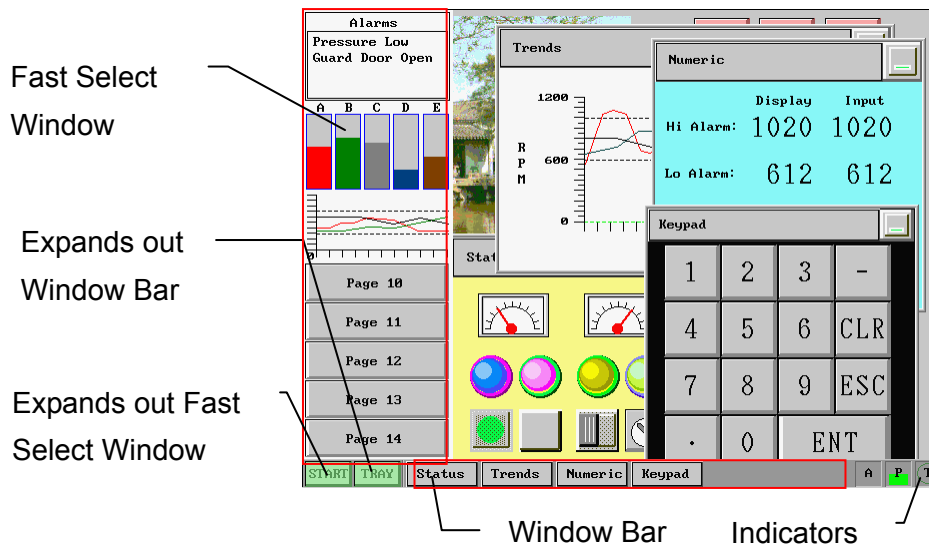 Fast Select
Window
Expands out
Window Bar
Expands out Fast
Select Window
Alarms
Pressure Low
Guard Door Open
A B C D E
0
Page 10
Page 11
Page 12
Page 13
Page 14
Trends
1200
R
P
M
600
0
Stat
Numeric
Display Input
Hi Alarm: 1020 1020
Lo Alarm: 612 612
Keypad
1 2 3 -
4 5 6 CLR
7 8 9 ESC
. 0 ENT
START TRAY Status Trends Numeric Keypad A P T
Window Bar
Indicators